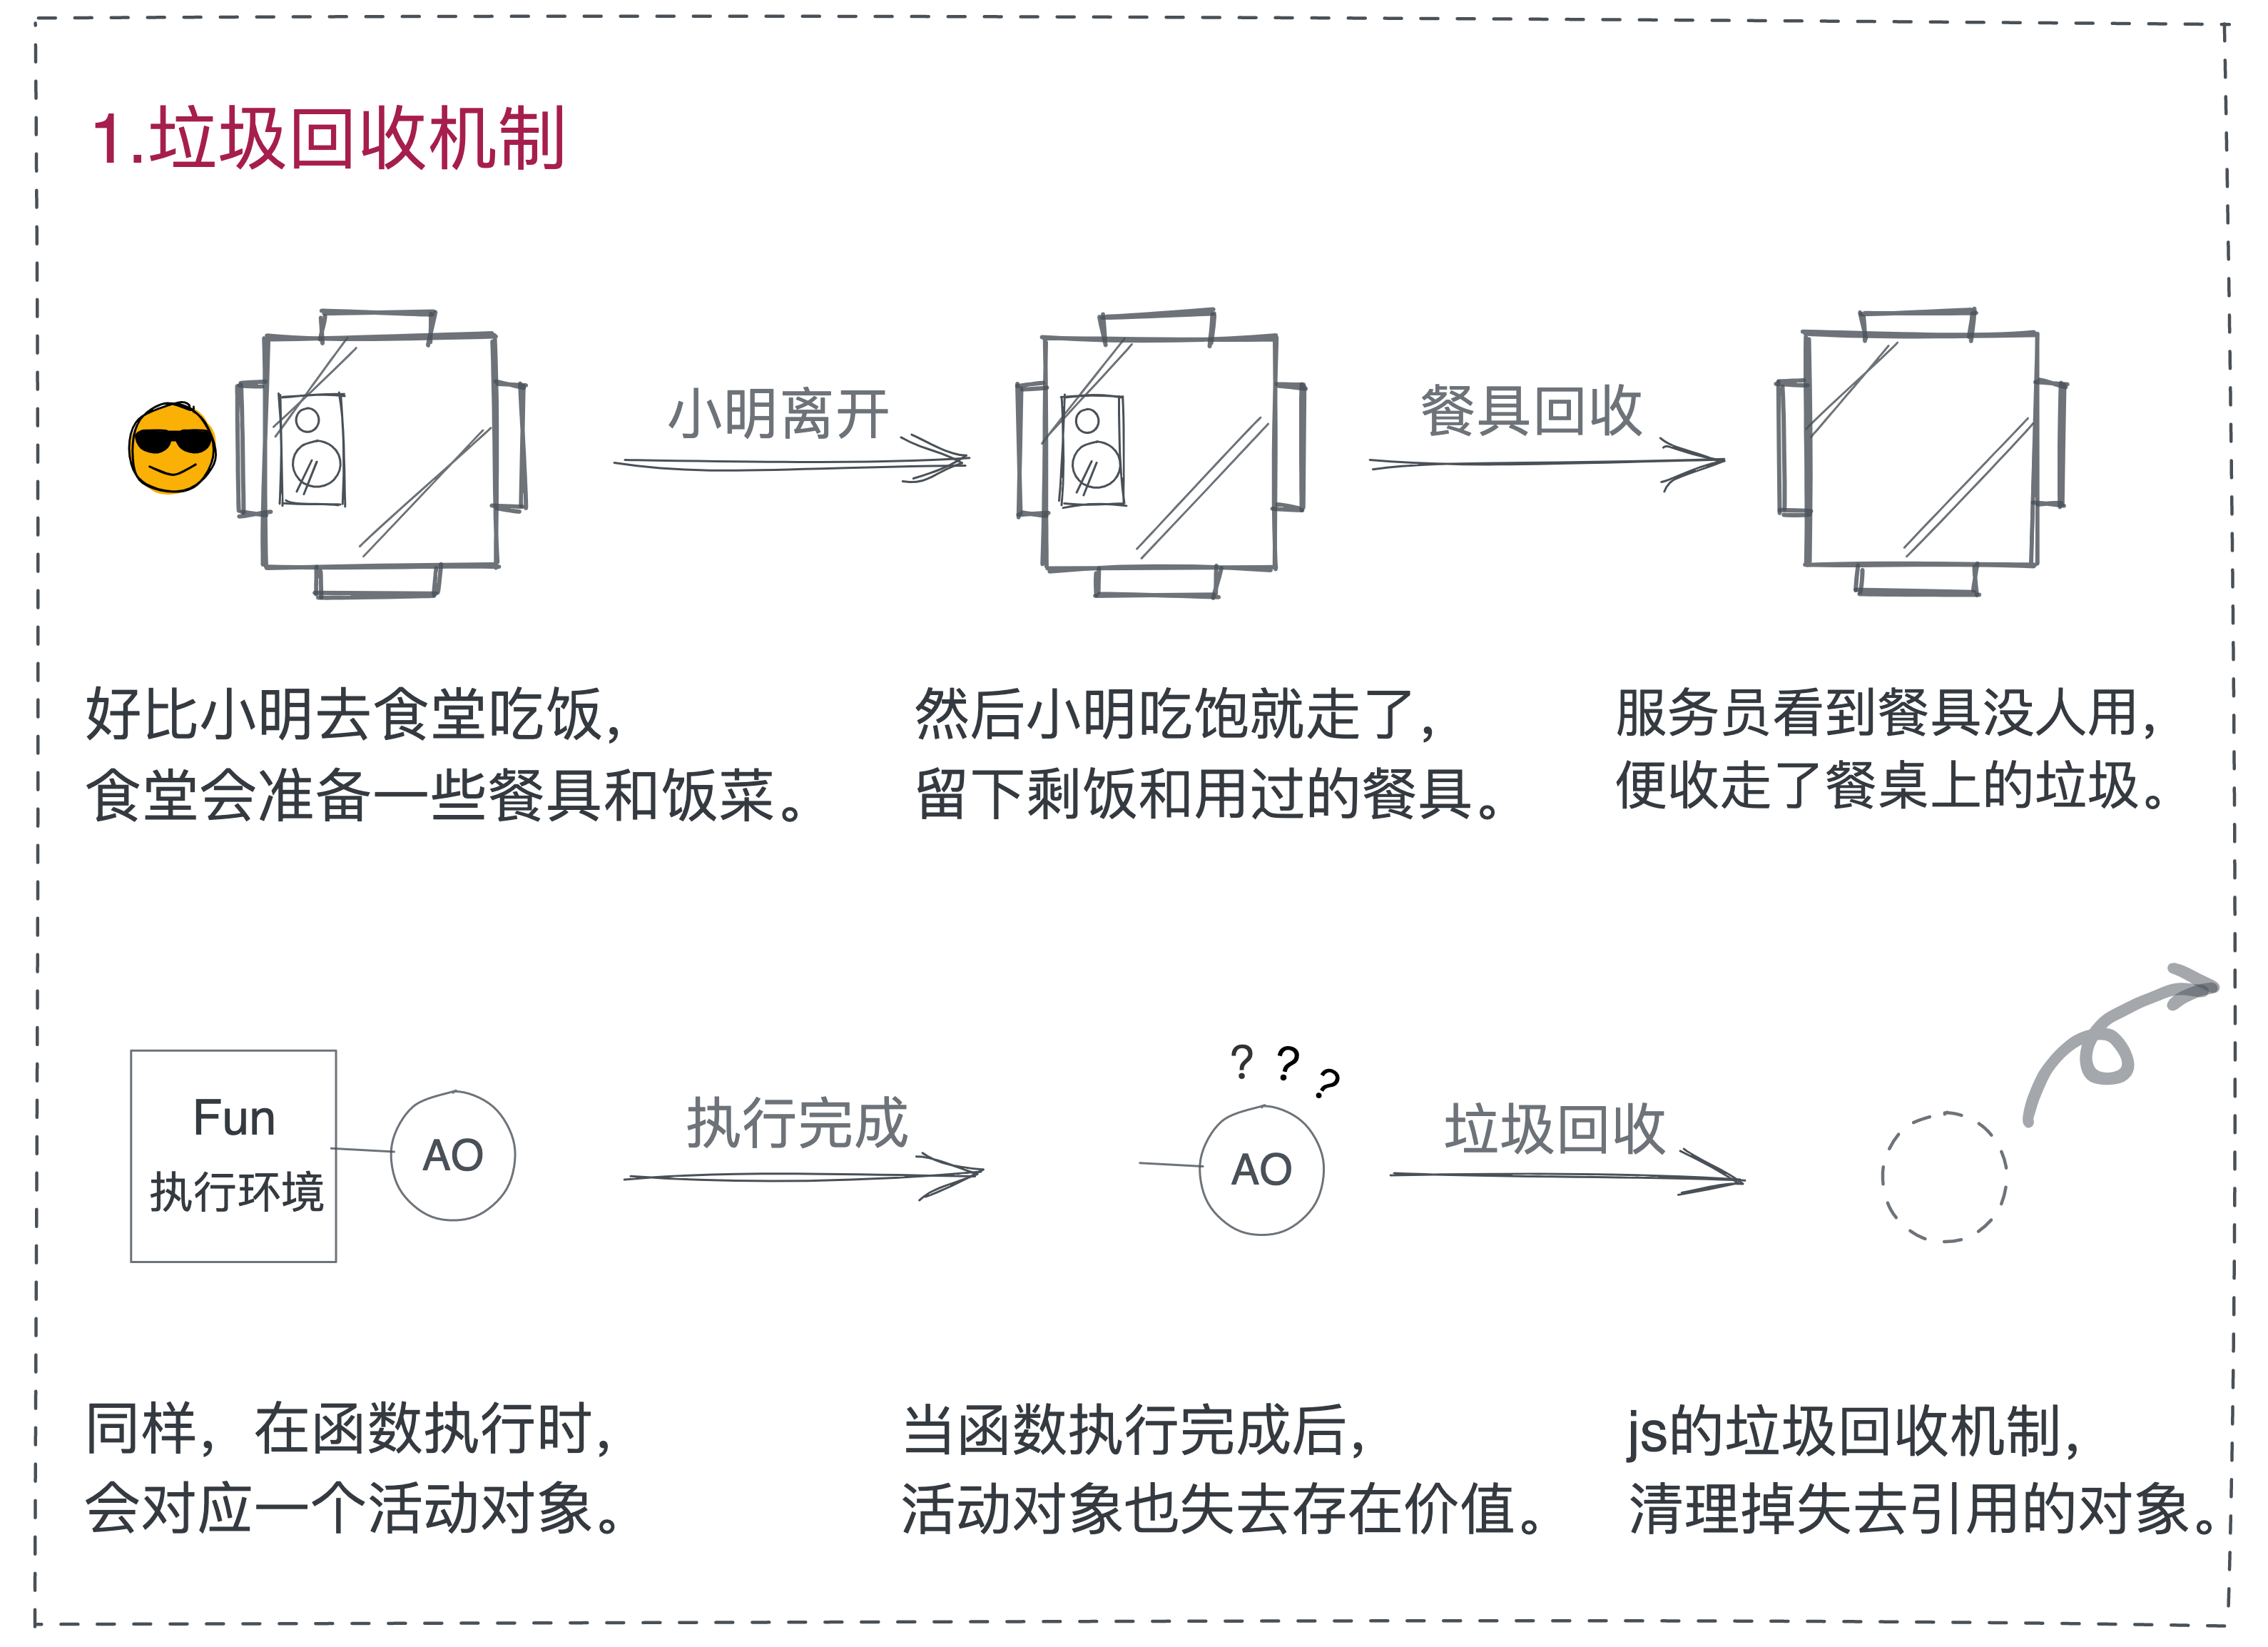 1.垃圾回收机制
小明离开
餐具回收
好比小明去食堂吃饭，
食堂会准备一些餐具和饭菜。
然后小明吃饱就走了，
留下剩饭和用过的餐具。
服务员看到餐具没人用，
便收走了餐桌上的垃圾。
Fun
执行环境
AO
执行完成
? ? ?
AO
垃圾回收
同样，在函数执行时，
会对应一个活动对象。
当函数执行完成后，
活动对象也失去存在价值。
js的垃圾回收机制，
清理掉失去引用的对象。